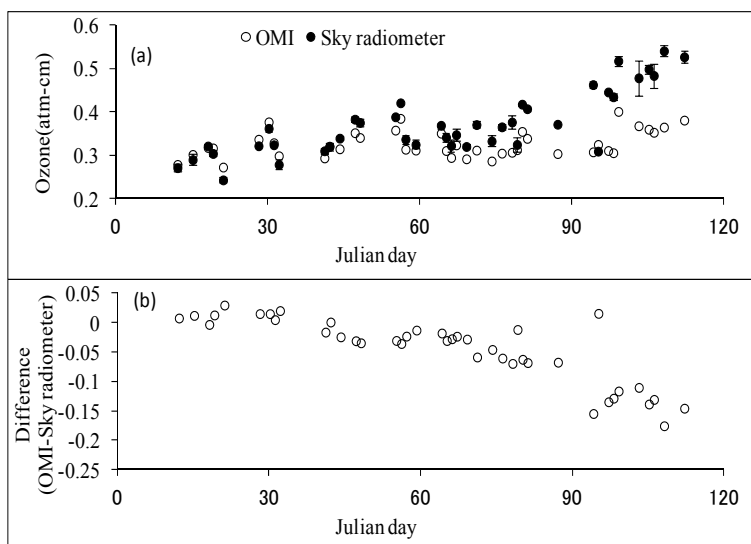 (a)
OMI Sky radiometer
Ozone(atm-cm)
0.6
0.5
0.4
0.3
0.2
0 30 60 90 120
Julian day
(b)
Difference
(OMI-Sky radiometer)
0.05
0
-0.05
-0.1
-0.15
-0.2
-0.25
0 30 60 90 120
Julian day